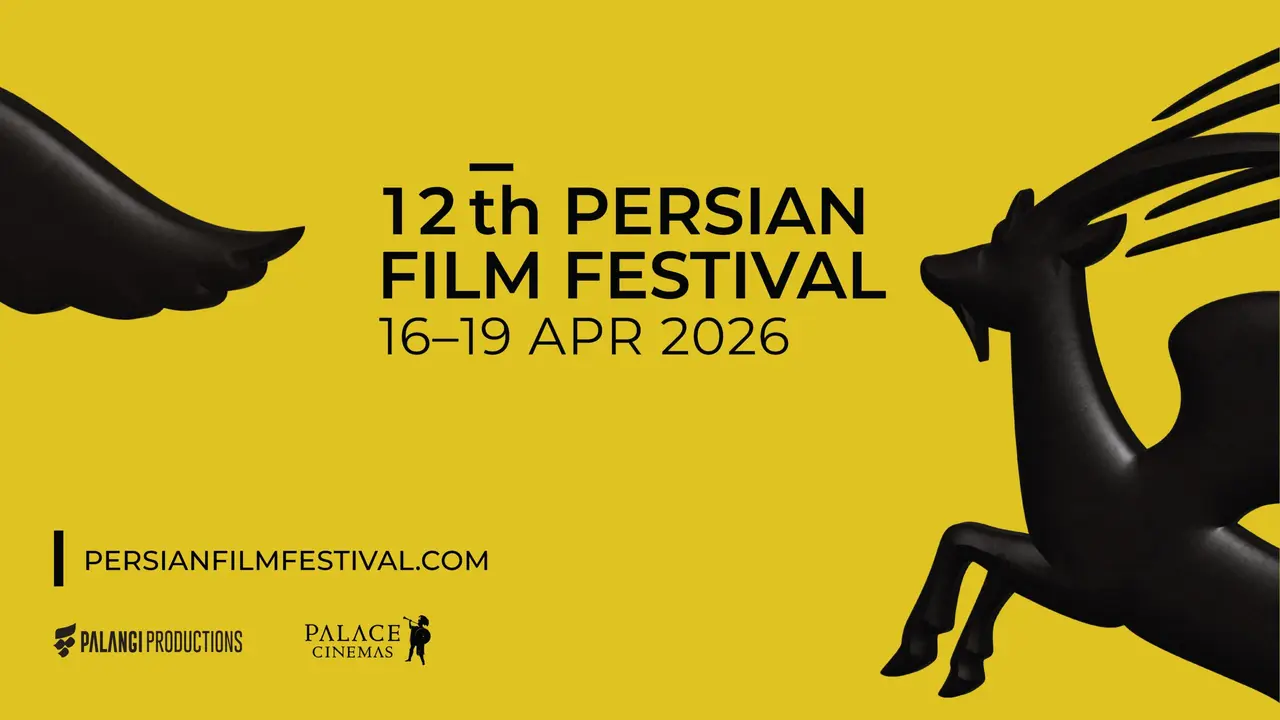 12th PERSIAN
FILM FESTIVAL
16–19 APR 2026
PERSIANFILMFESTIVAL.COM
PALANGI PRODUCTIONS
PALACE
CINEMAS